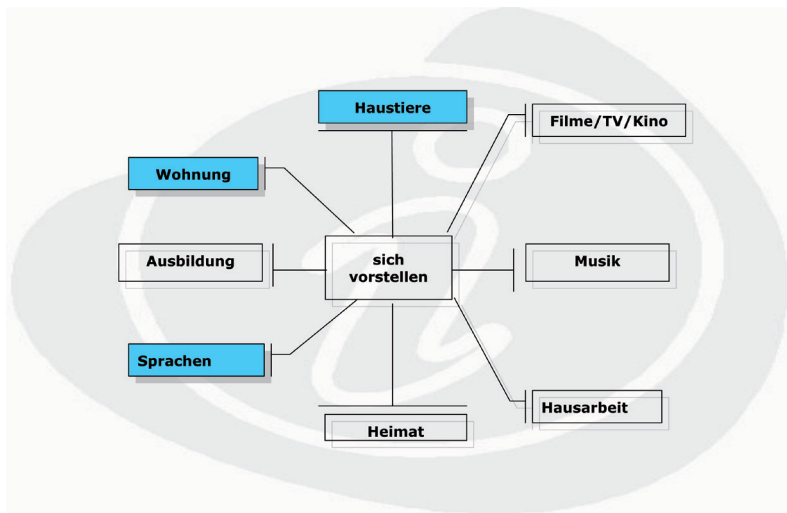 Haustiere
Filme/TV/Kino
Wohnung
Ausbildung
sich
vorstellen
Musik
Sprachen
Hausarbeit
Heimat